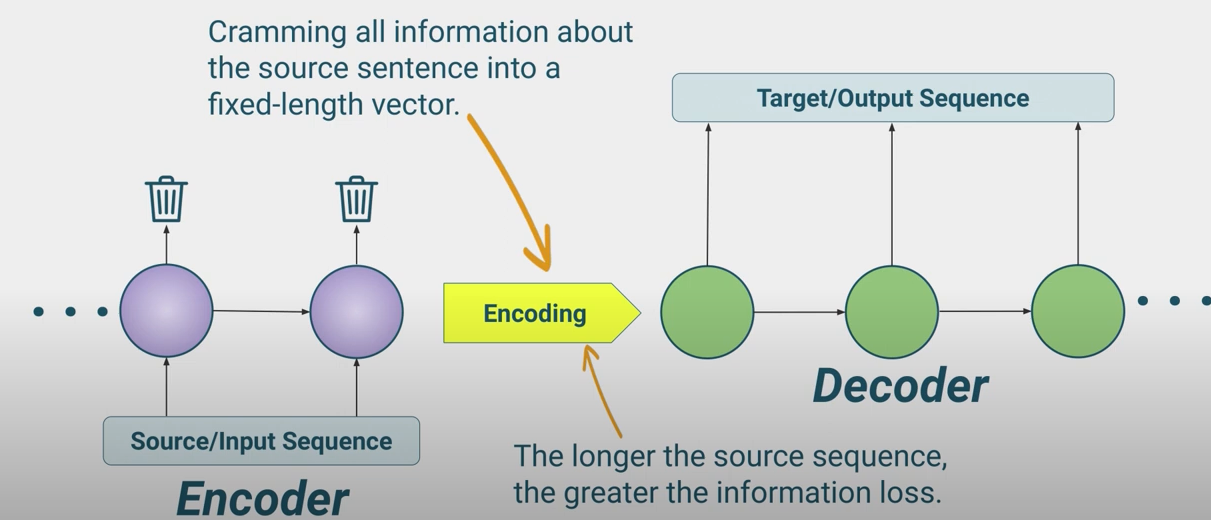 Cramming all information about
the source sentence into a
fixed-length vector.
Target/Output Sequence
Encoding
Decoder
Source/Input Sequence
Encoder
The longer the source sequence,
the greater the information loss.